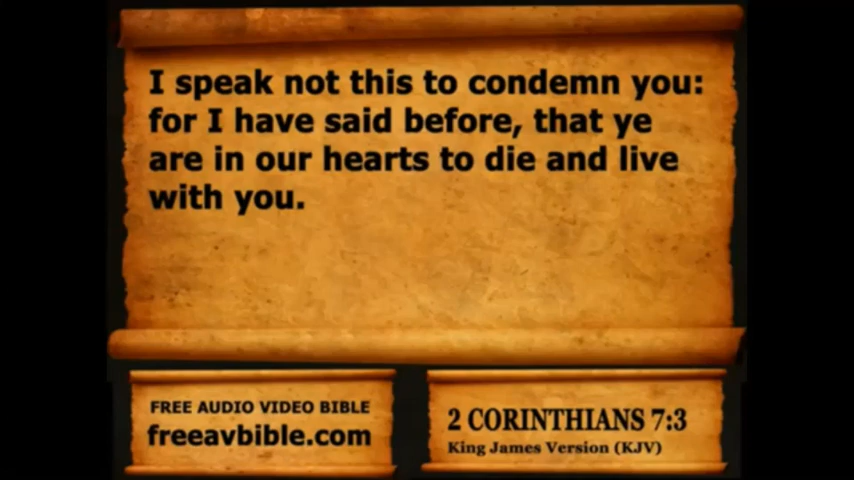 I speak not this to condemn you:
for I have said before, that ye
are in our hearts to die and live
with you.
FREE AUDIO VIDEO BIBLE
freeavbible.com
2 CORINTHIANS 7:3
King James Version (KJV)